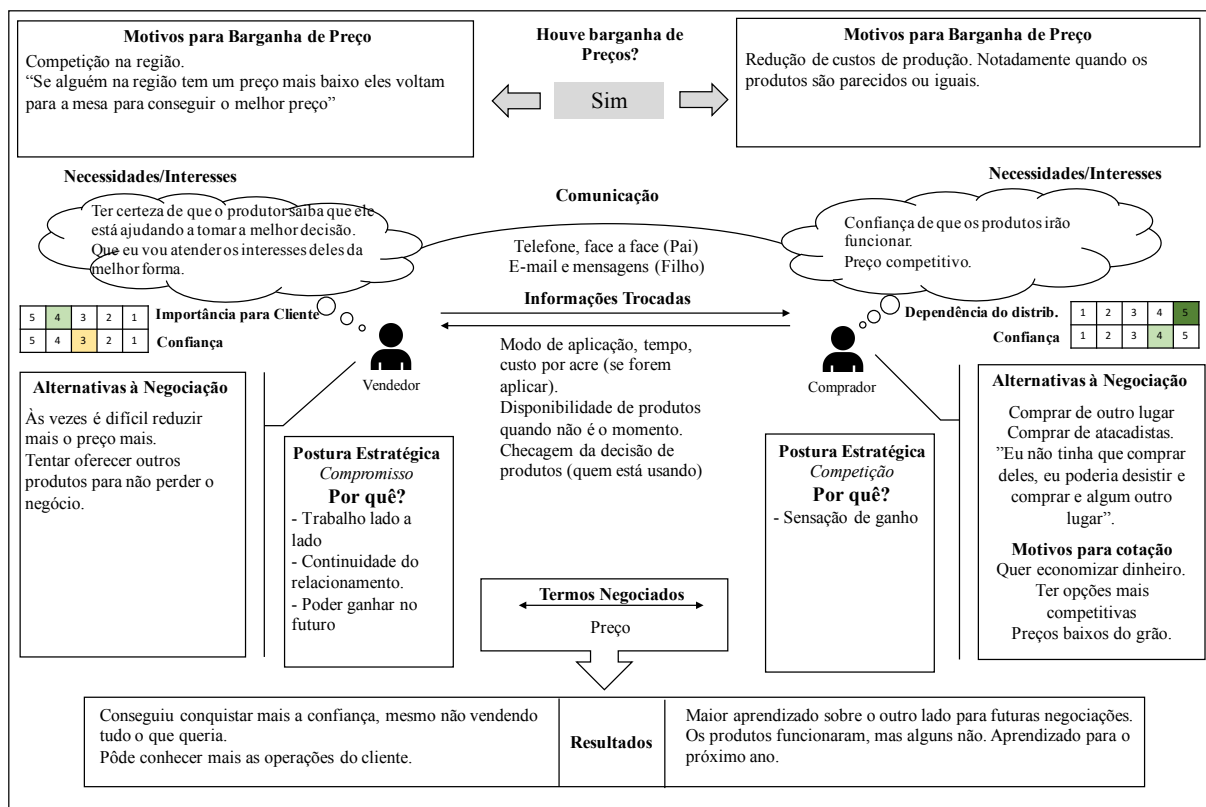 Motivos para Barganha de Preço
Competição na região.
“Se alguém na região tem um preço mais baixo eles voltam
para a mesa para conseguir o melhor preço”
Houve barganha de
Preços?
Sim
Motivos para Barganha de Preço
Redução de custos de produção. Notadamente quando os
produtos são parecidos ou iguais.
Necessidades/Interesses
Ter certeza de que o produtor saiba que ele
está ajudando a tomar a melhor decisão.
Que eu vou atender os interesses deles da
melhor forma.
Comunicação
Telefone, face a face (Pai)
E-mail e mensagens (Filho)
Necessidades/Interesses
Confiança de que os produtos irão
funcionar.
Preço competitivo.
5 4 3 2 1 Importância para Cliente
5 4 3 2 1 Confiança
Vendedor
Informações Trocadas
Modo de aplicação, tempo,
custo por acre (se forem
aplicar).
Disponibilidade de produtos
quando não é o momento.
Checagem da decisão de
produtos (quem está usando)
Dependência do distrib. 1 2 3 4 5
Confiança 1 2 3 4 5
Comprador
Alternativas à Negociação
Às vezes é difícil reduzir
mais o preço mais.
Tentar oferecer outros
produtos para não perder o
negócio.
Postura Estratégica
Compromisso
Por quê?
- Trabalho lado a
lado
- Continuidade do
relacionamento.
- Poder ganhar no
futuro
Termos Negociados
Preço
Postura Estratégica
Competição
Por quê?
- Sensação de ganho
Alternativas à Negociação
Comprar de outro lugar
Comprar de atacadistas.
”Eu não tinha que comprar
deles, eu poderia desistir e
comprar e algum outro
lugar”.
Motivos para cotação
Quer economizar dinheiro.
Ter opções mais
competitivas
Preços baixos do grão.
Conseguiu conquistar mais a confiança, mesmo não vendendo
tudo o que queria.
Pôde conhecer mais as operações do cliente.
Resultados
Maior aprendizado sobre o outro lado para futuras negociações.
Os produtos funcionaram, mas alguns não. Aprendizado para o
próximo ano.